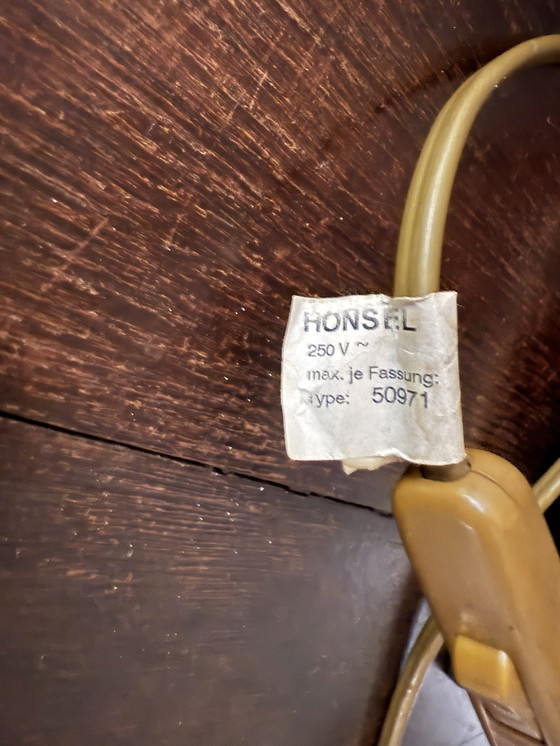 HONSEL
250 V ~
max. je Fassung:
Type: 50971